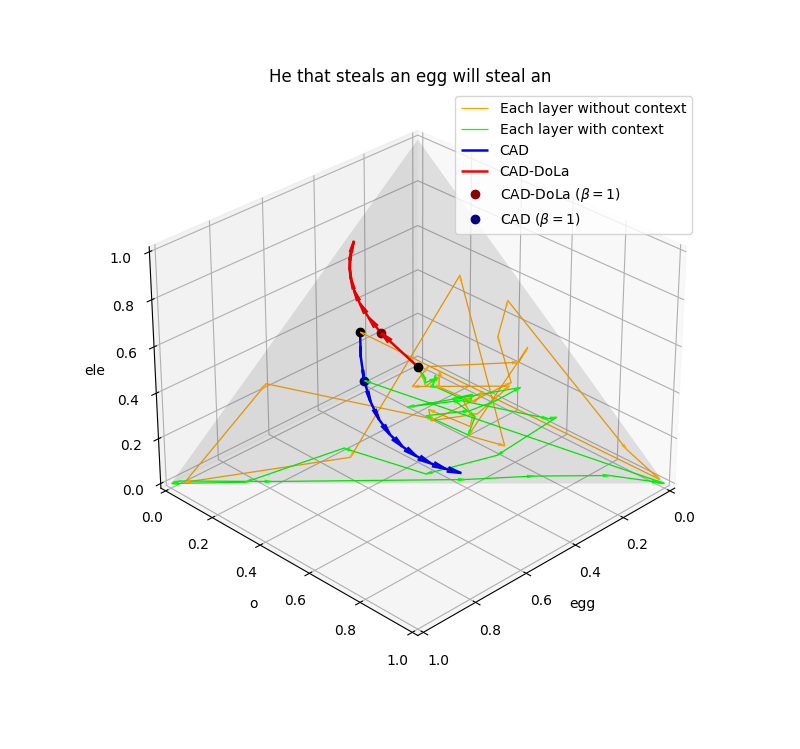 He that steals an egg will steal an
Each layer without context
Each layer with context
CAD
CAD-DoLa
CAD-DoLa (β = 1)
CAD (β = 1)
1.0
0.8
0.6
ele
0.4
0.2
0.0
0.0
0.2
0.4
o
0.6
0.8
1.0
0.0
0.2
0.4
egg
0.6
0.8
1.0